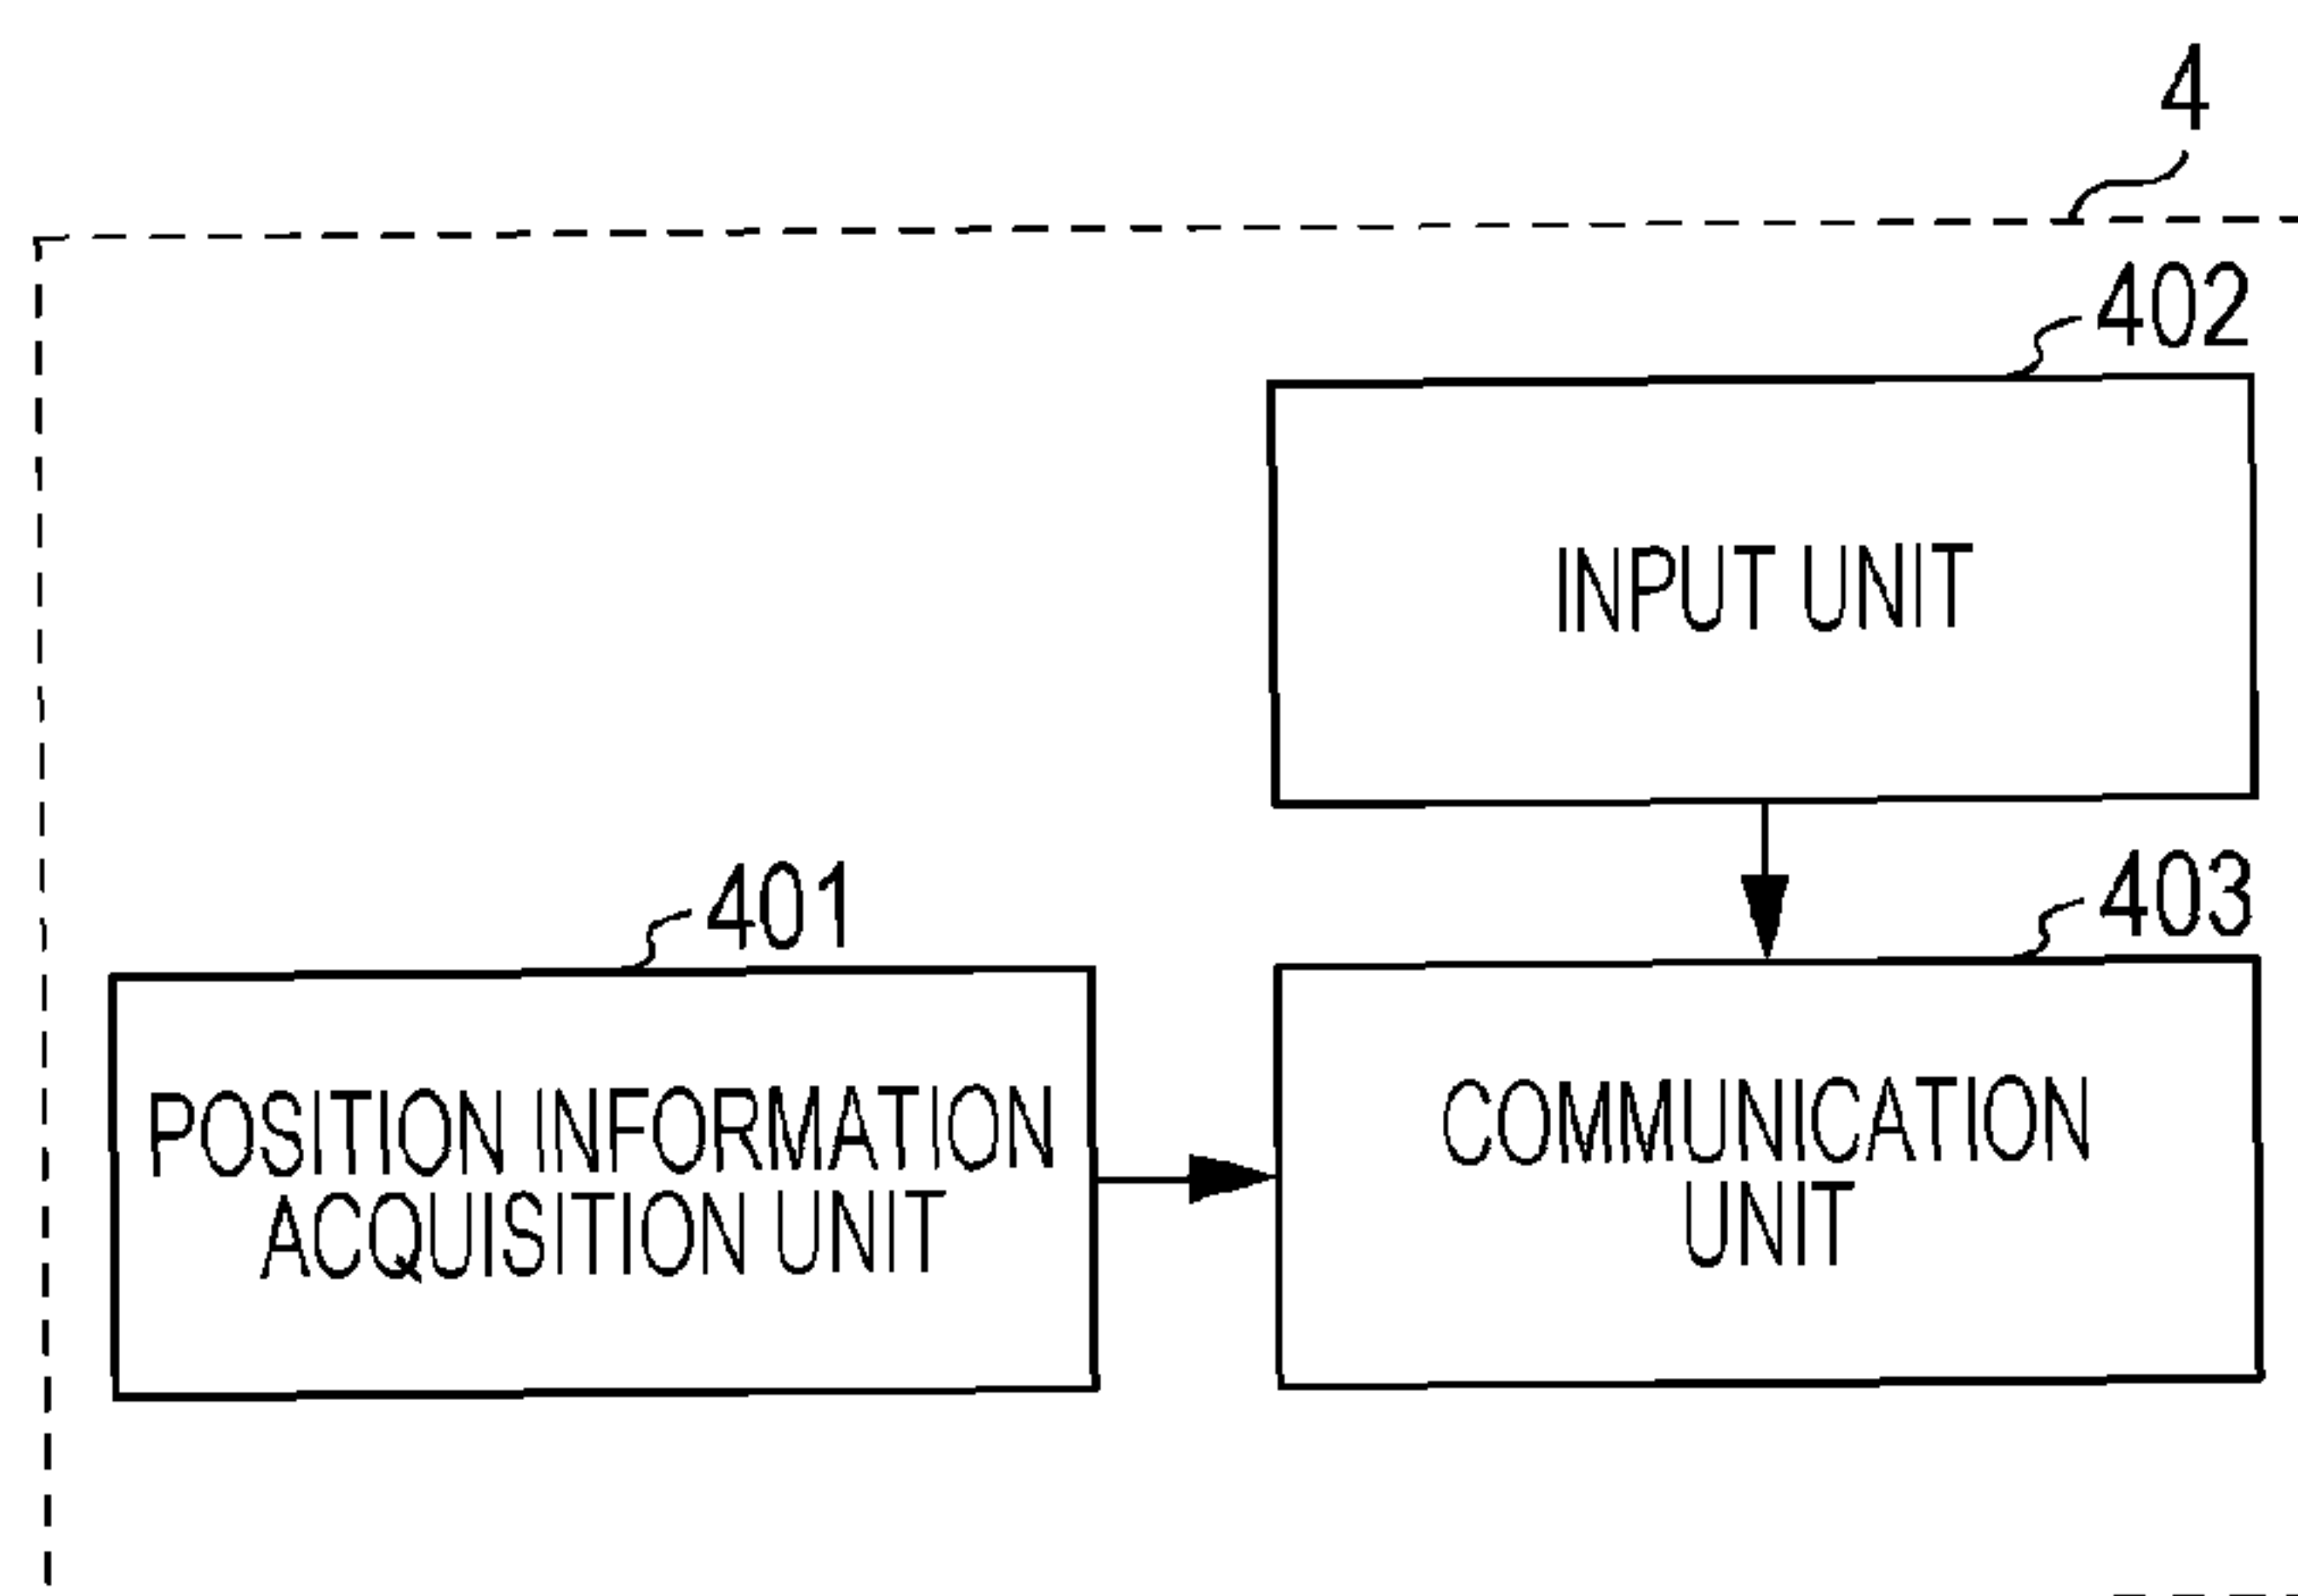 4
402
INPUT UNIT
401
403
POSITION INFORMATION
ACQUISITION UNIT
COMMUNICATION
UNIT